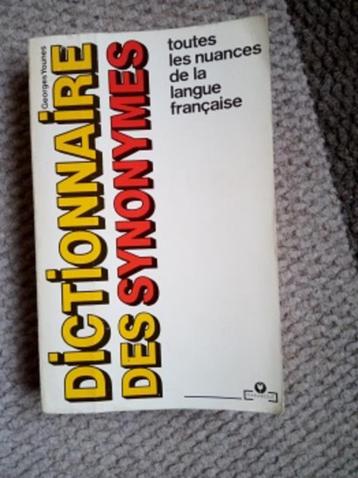 Georges Younes
DiCTiONNAiRE
DES SYNONYMES
toutes
les nuances
de la
langue
française